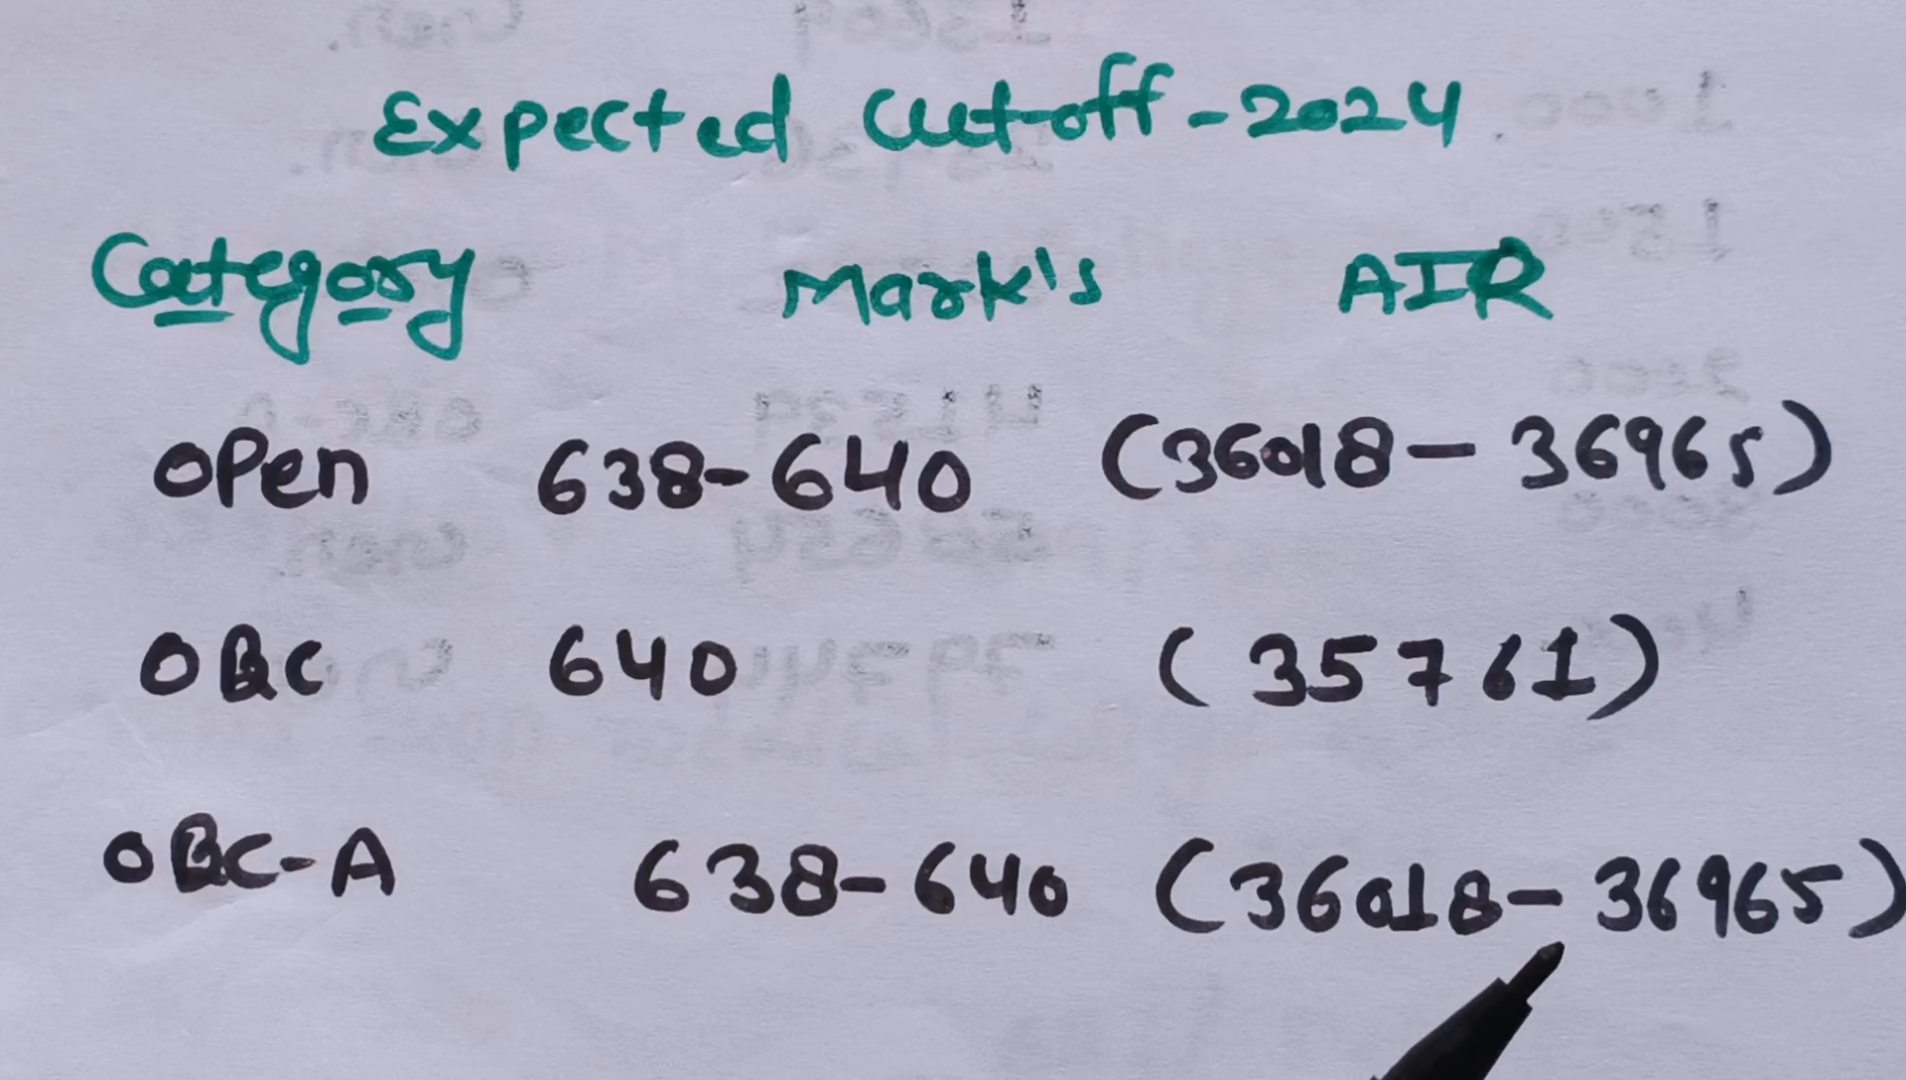 Expected Cut-off-2024
Category Mark's AIR
OPen 638-640 (36018-36965)
OBC 640 (35761)
OBC-A 638-640 (36018-36965)